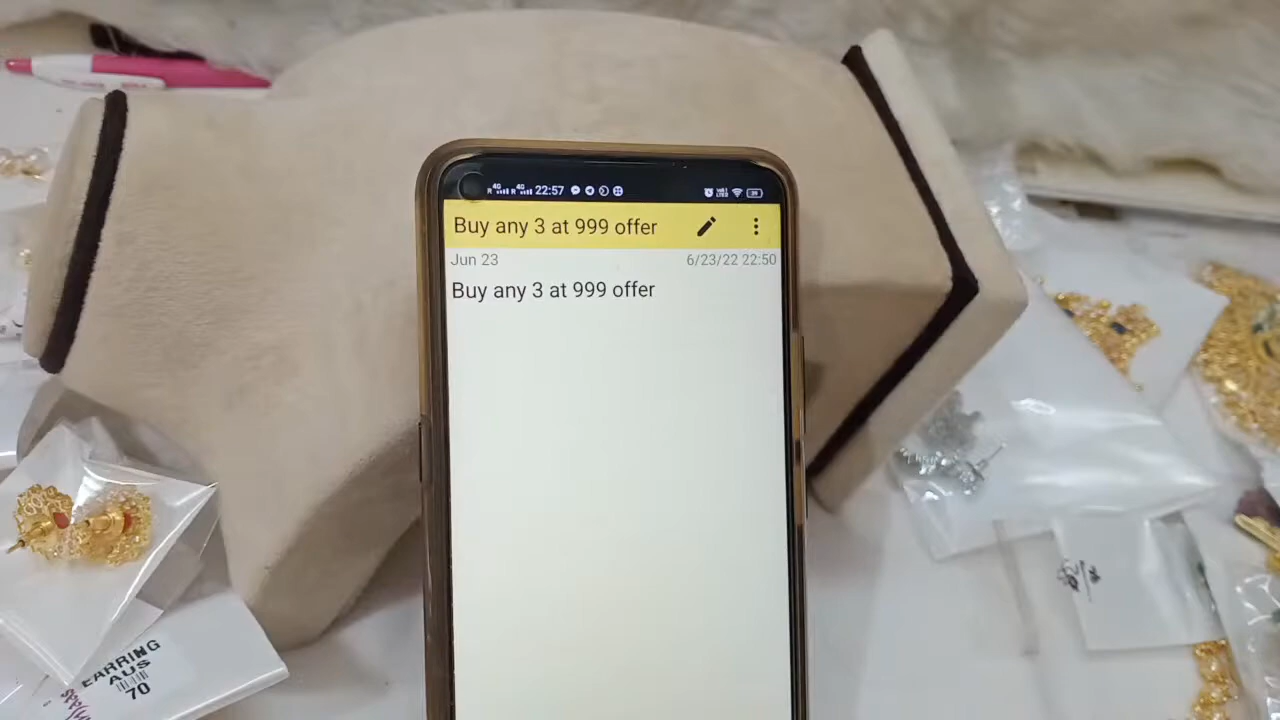 22:57
Buy any 3 at 999 offer
Jun 23 6/23/22 22:50
Buy any 3 at 999 offer
EARRING
AUS
70